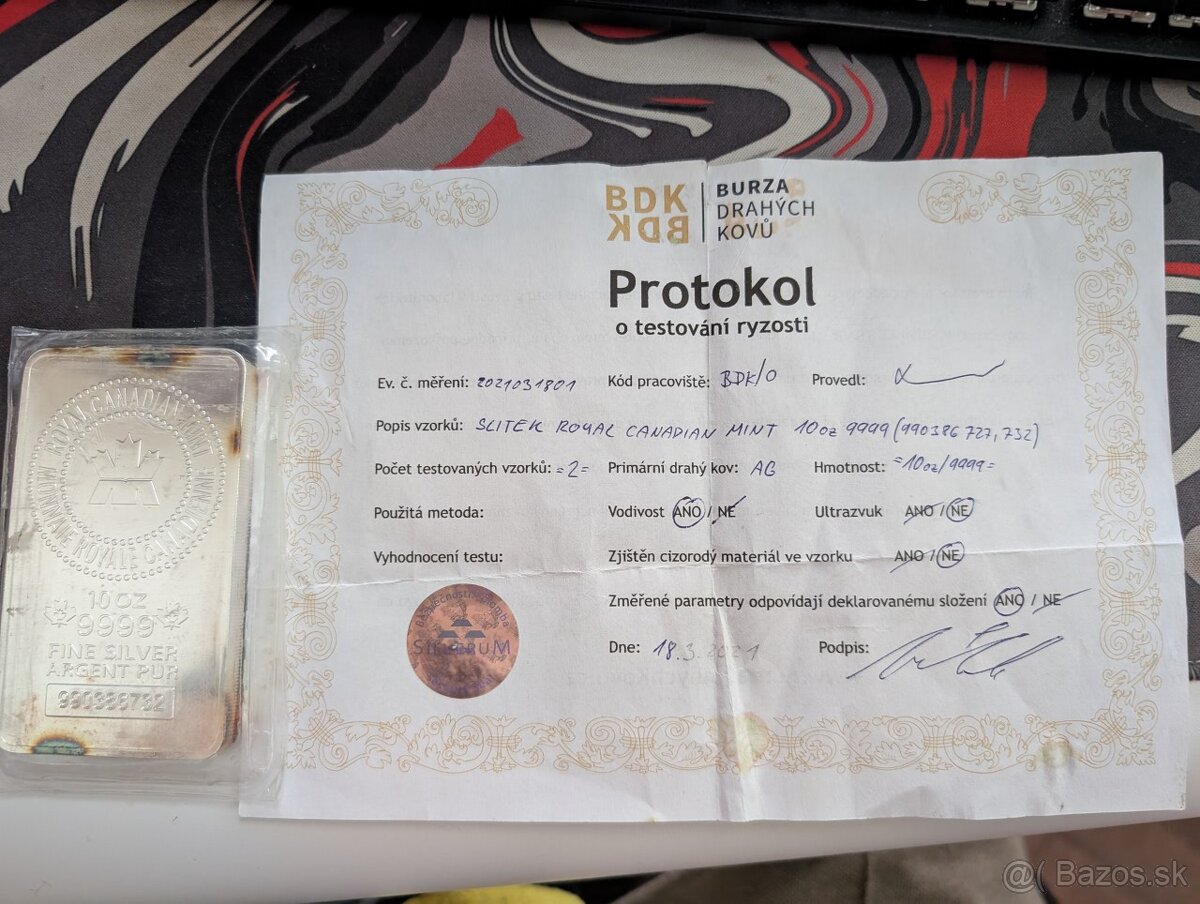 BDK
BDK
BURZA
DRAHÝCH
KOVŮ
Protokol
o testování ryzosti
Ev. č. měření: 2021031801 Kód pracoviště: BDK/O Provedl:
Popis vzorků: SLITEK ROYAL CANADIAN MINT 10oz 9999 (990386727,732)
Počet testovaných vzorků: =2= Primární drahý kov: AG Hmotnost: =10oz/9999=
Použitá metoda: Vodivost ANO / NE Ultrazvuk ANO / NE
Vyhodnocení testu: Zjištěn cizorodý materiál ve vzorku ANO / NE
Změřené parametry odpovídají deklarovanému složení ANO / NE
Dne: 18.3.2021 Podpis:
ROYAL CANADIAN MINT
MONNAIE ROYALE CANADIENNE
10 OZ
9999
FINE SILVER
ARGENT PUR
990386732
@( Bazos.sk